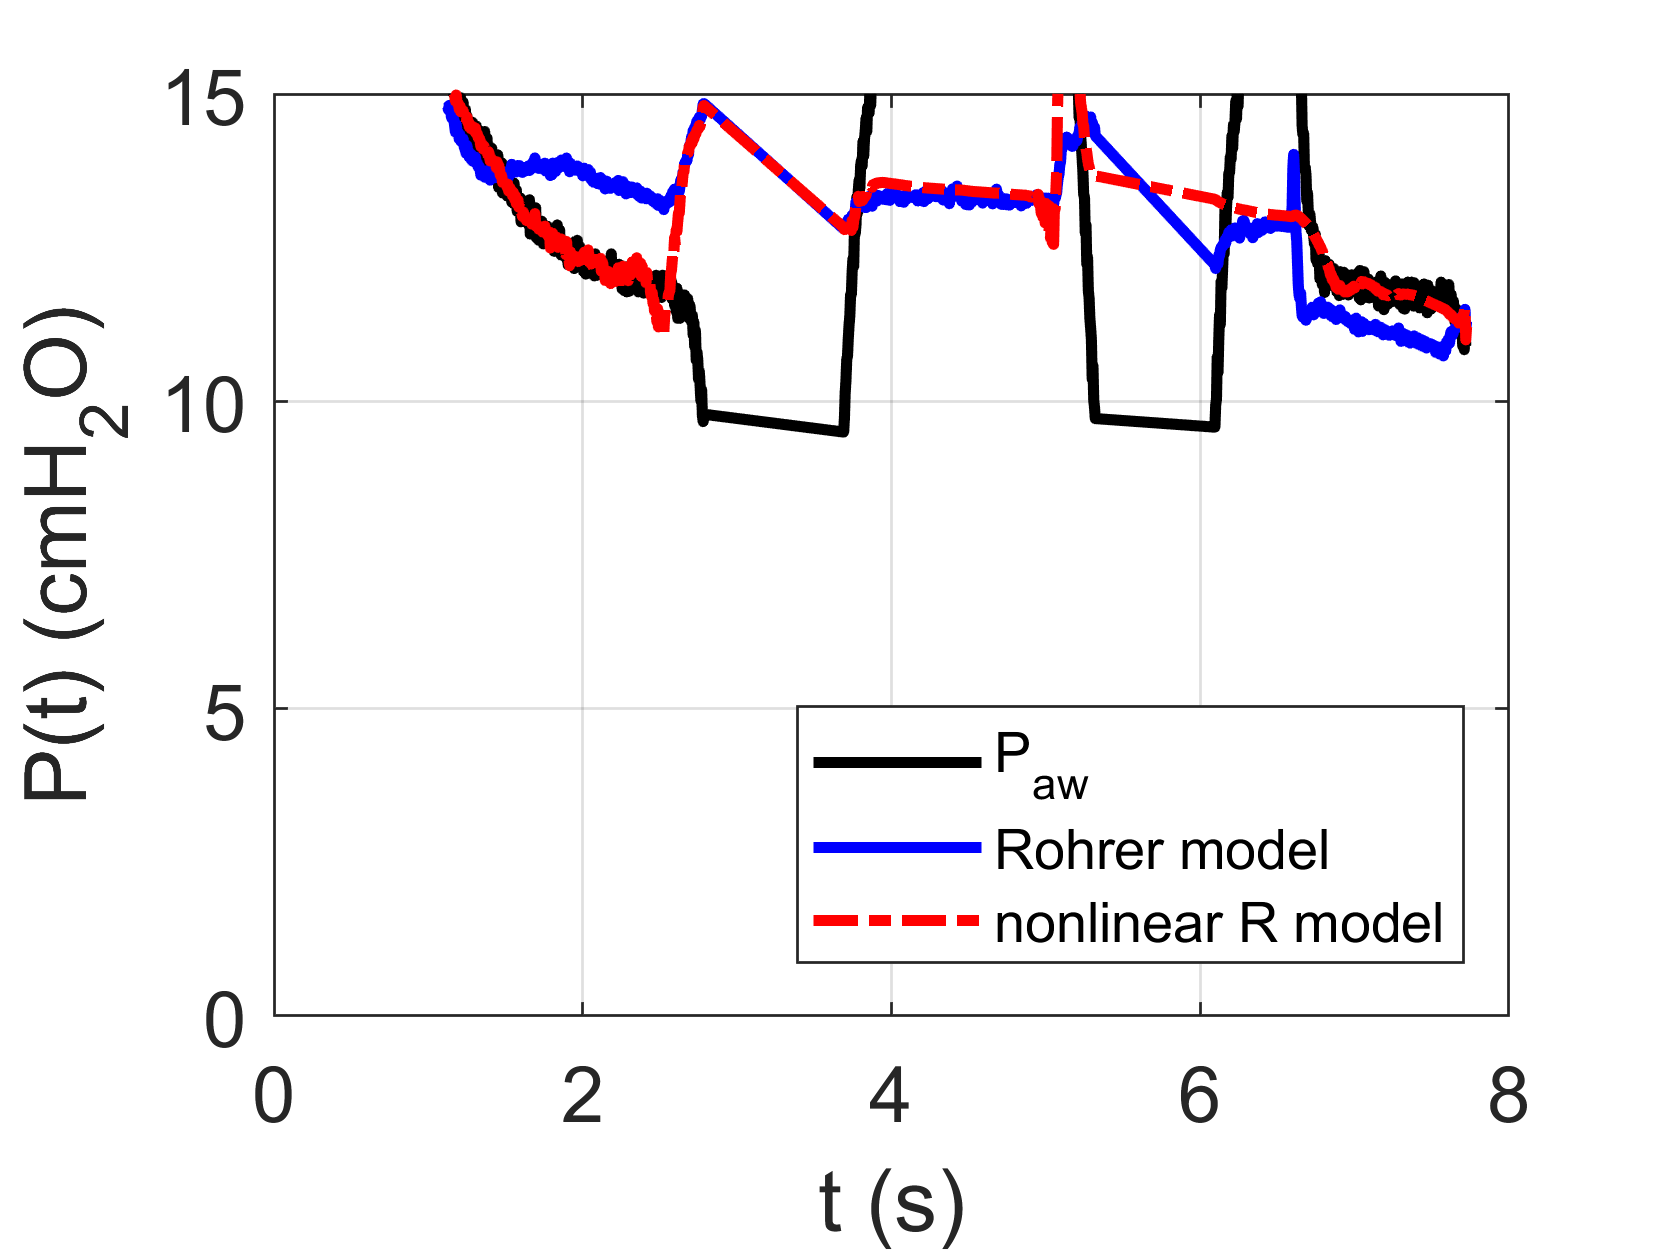 15
10
5
0
P(t) (cmH2O)
0 2 4 6 8
t (s)
Paw
Rohrer model
nonlinear R model